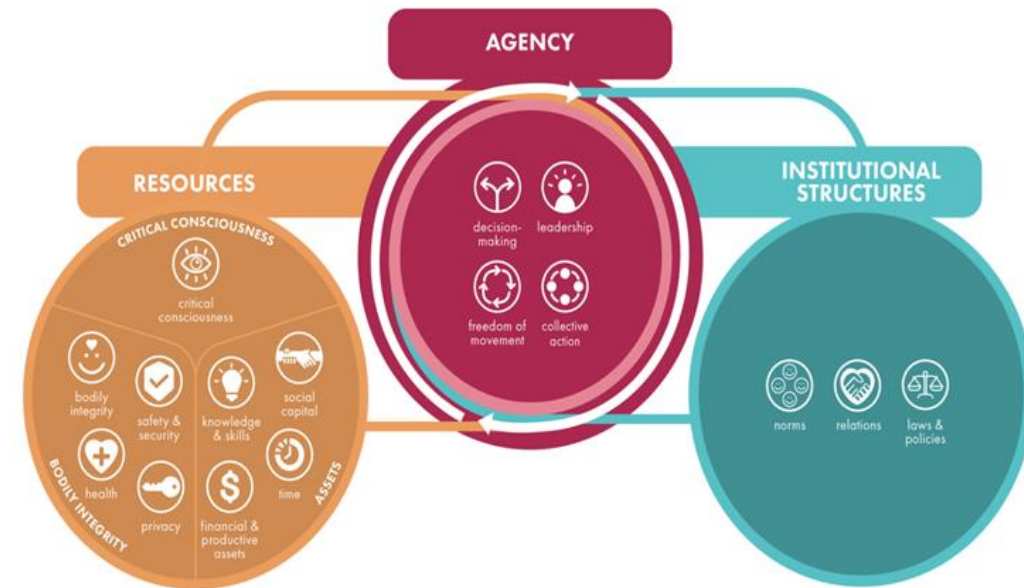 AGENCY
RESOURCES
INSTITUTIONAL
STRUCTURES
CRITICAL CONSCIOUSNESS
critical
consciousness
bodily
integrity
safety &
security
health
privacy
BODILY INTEGRITY
knowledge
& skills
social
capital
financial &
productive
assets
time
ASSETS
decision-
making
leadership
freedom of
movement
collective
action
norms
relations
laws &
policies
$